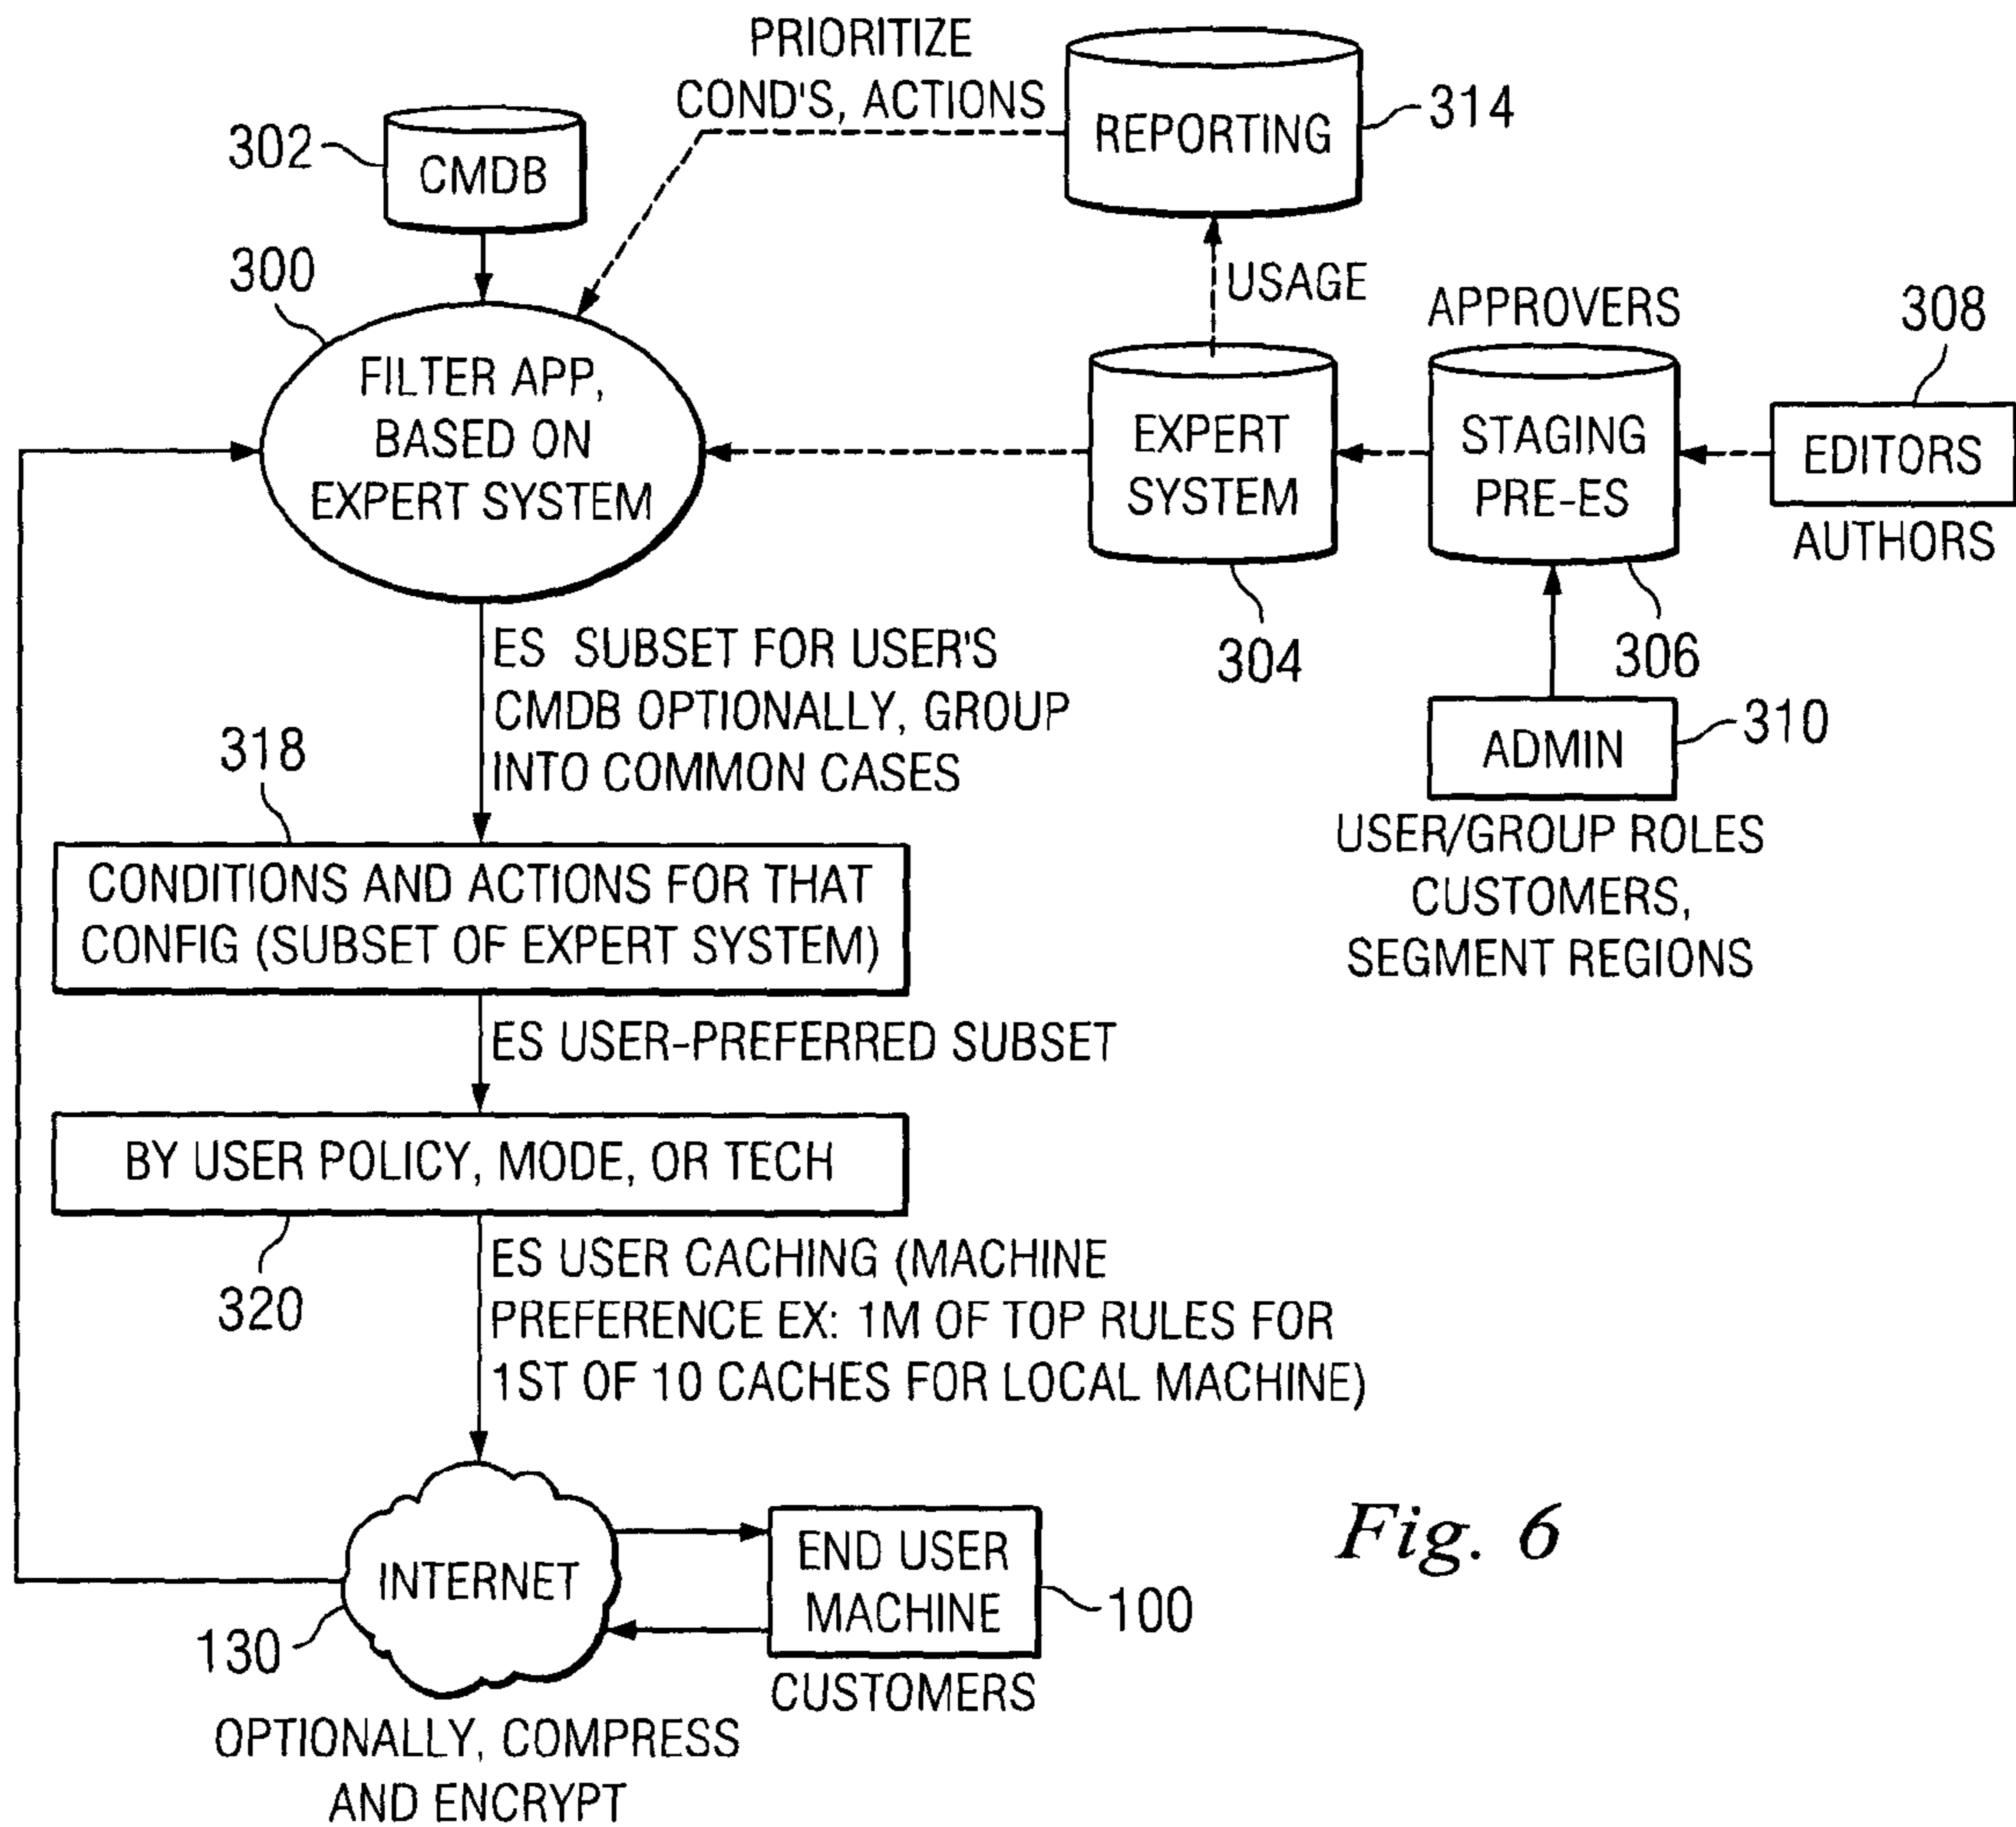 PRIORITIZE
COND'S, ACTIONS
REPORTING
314
302
CMDB
300
FILTER APP,
BASED ON
EXPERT SYSTEM
USAGE
EXPERT
SYSTEM
304
APPROVERS
STAGING
PRE-ES
306
308
EDITORS
AUTHORS
ADMIN
310
USER/GROUP ROLES
CUSTOMERS,
SEGMENT REGIONS
ES SUBSET FOR USER'S
CMDB OPTIONALLY, GROUP
INTO COMMON CASES
318
CONDITIONS AND ACTIONS FOR THAT
CONFIG (SUBSET OF EXPERT SYSTEM)
ES USER-PREFERRED SUBSET
BY USER POLICY, MODE, OR TECH
320
ES USER CACHING (MACHINE
PREFERENCE EX: 1M OF TOP RULES FOR
1ST OF 10 CACHES FOR LOCAL MACHINE)
INTERNET
130
OPTIONALLY, COMPRESS
AND ENCRYPT
END USER
MACHINE
100
CUSTOMERS
Fig. 6